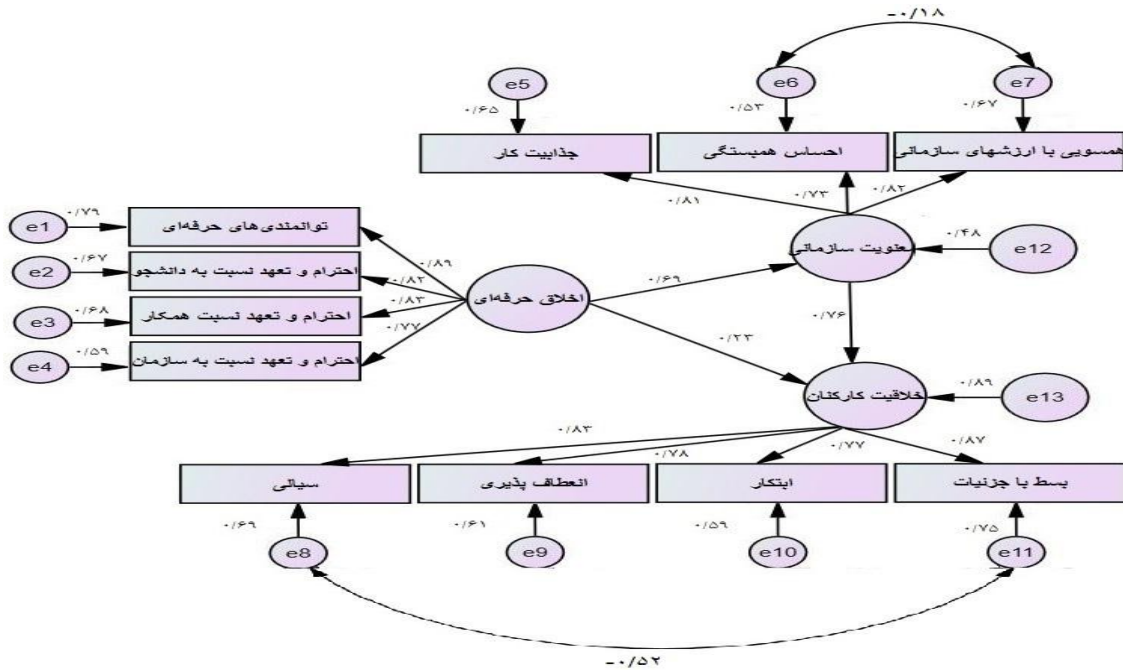 -۰/۱۸
e5
e6
e7
۰/۶۵
۰/۵۳
۰/۶۷
جذابیت کار
احساس همبستگی
همسویی با ارزشهای سازمانی
۰/۸۱
۰/۷۳
۰/۸۲
e1
۰/۷۹
توانمندی‌های حرفه‌ای
e2
۰/۶۷
احترام و تعهد نسبت به دانشجو
e3
۰/۶۸
احترام و تعهد نسبت همکار
e4
۰/۵۹
احترام و تعهد نسبت به سازمان
۰/۸۹
۰/۸۲
۰/۸۳
۰/۷۷
اخلاق حرفه‌ای
۰/۶۹
معنویت سازمانی
۰/۴۸
e12
۰/۷۶
۰/۲۳
خلاقیت کارکنان
۰/۸۹
e13
۰/۸۳
۰/۷۸
۰/۷۷
۰/۸۷
سیالی
انعطاف پذیری
ابتکار
بسط با جزئیات
۰/۶۹
۰/۶۱
۰/۵۹
۰/۷۵
e8
e9
e10
e11
-۰/۵۲